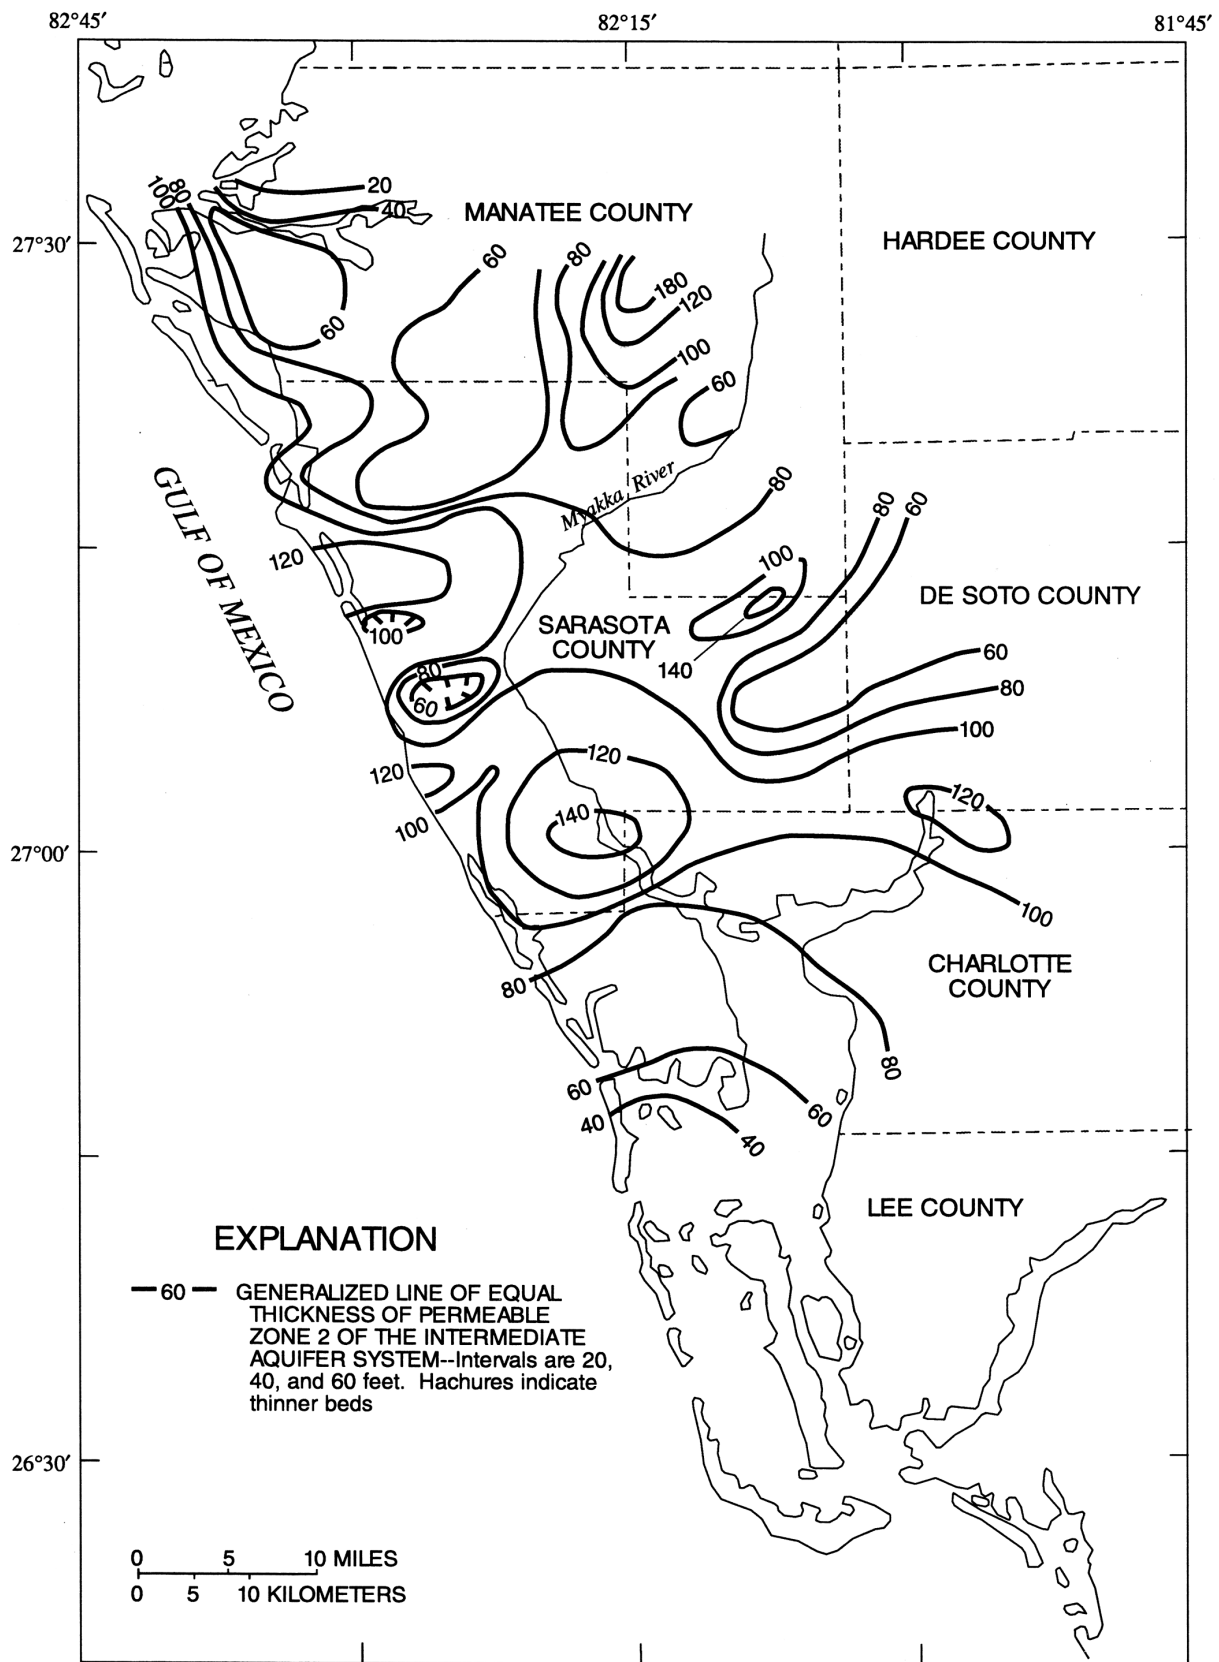 82°45′ 82°15′ 81°45′
20
100 80
40
MANATEE COUNTY
HARDEE COUNTY
27°30′
60
80
180
120
60
100
60
Myakka River
80
80
60
GULF OF MEXICO
120
100
DE SOTO COUNTY
100
SARASOTA
COUNTY
140
60
80
60
80
100
120
120
120
140
100
27°00′
100
CHARLOTTE
COUNTY
80
80
60
60
40
40
LEE COUNTY
EXPLANATION
60 GENERALIZED LINE OF EQUAL
THICKNESS OF PERMEABLE
ZONE 2 OF THE INTERMEDIATE
AQUIFER SYSTEM--Intervals are 20,
40, and 60 feet. Hachures indicate
thinner beds
26°30′
0 5 10 MILES
0 5 10 KILOMETERS